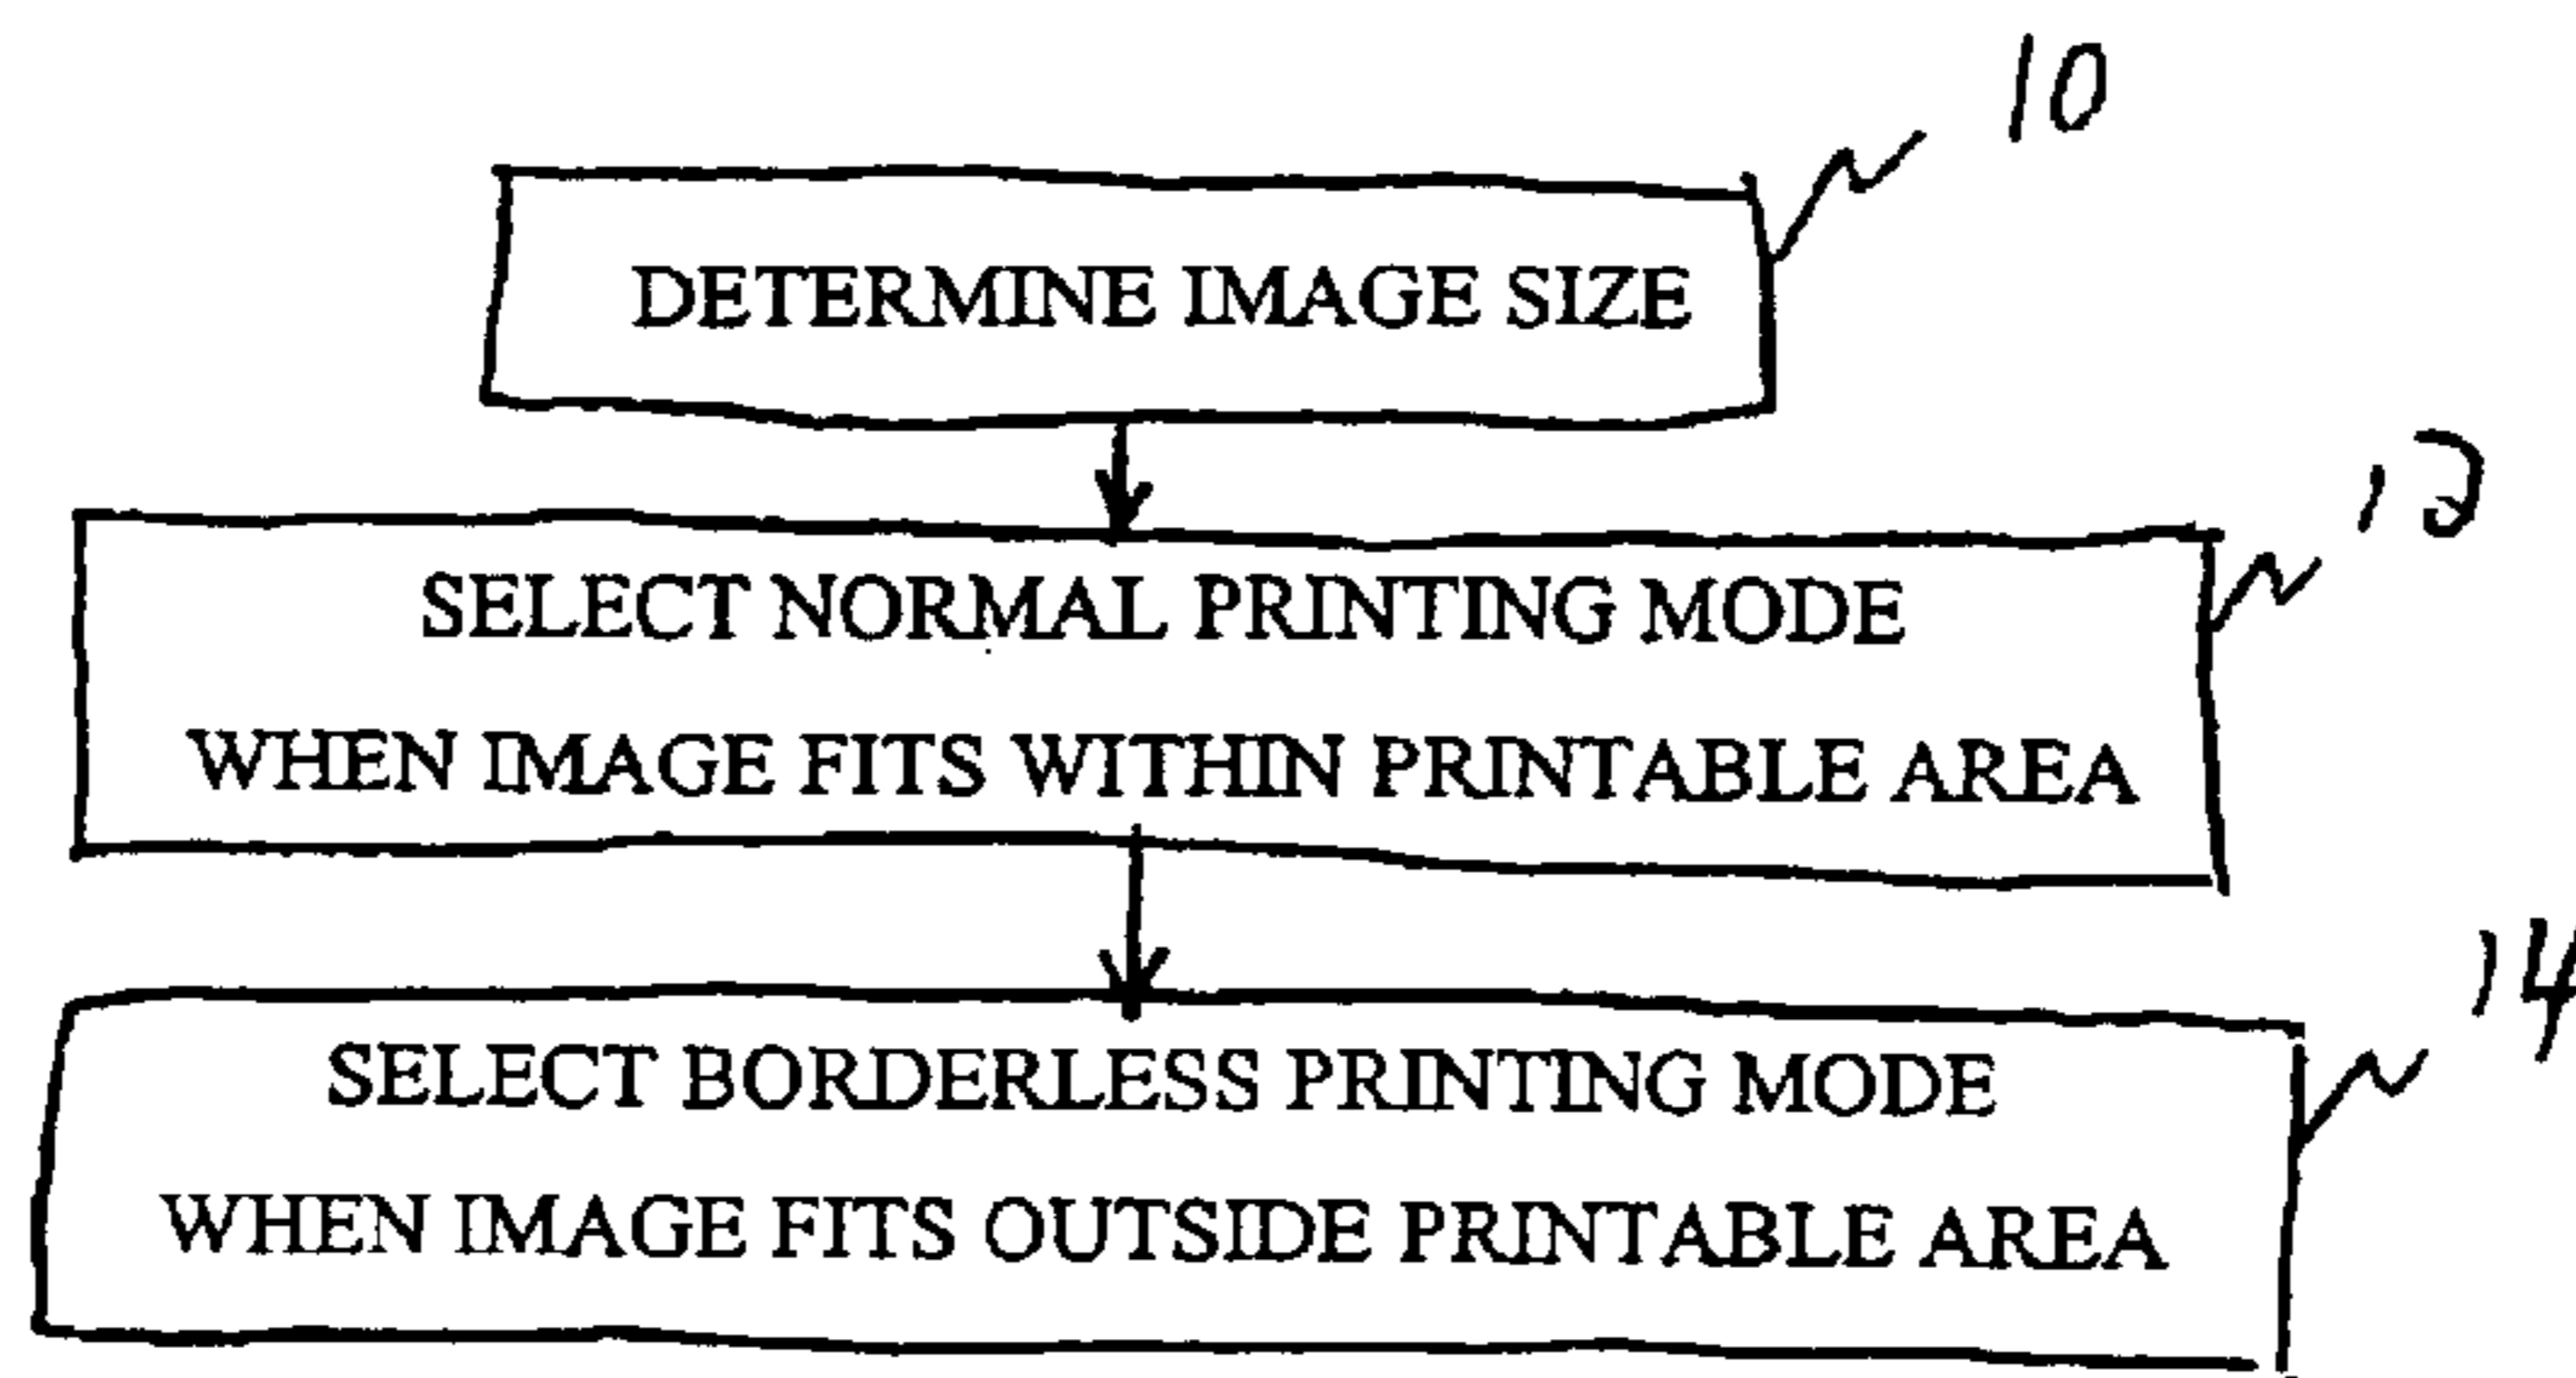 10
DETERMINE IMAGE SIZE
12
SELECT NORMAL PRINTING MODE
WHEN IMAGE FITS WITHIN PRINTABLE AREA
14
SELECT BORDERLESS PRINTING MODE
WHEN IMAGE FITS OUTSIDE PRINTABLE AREA